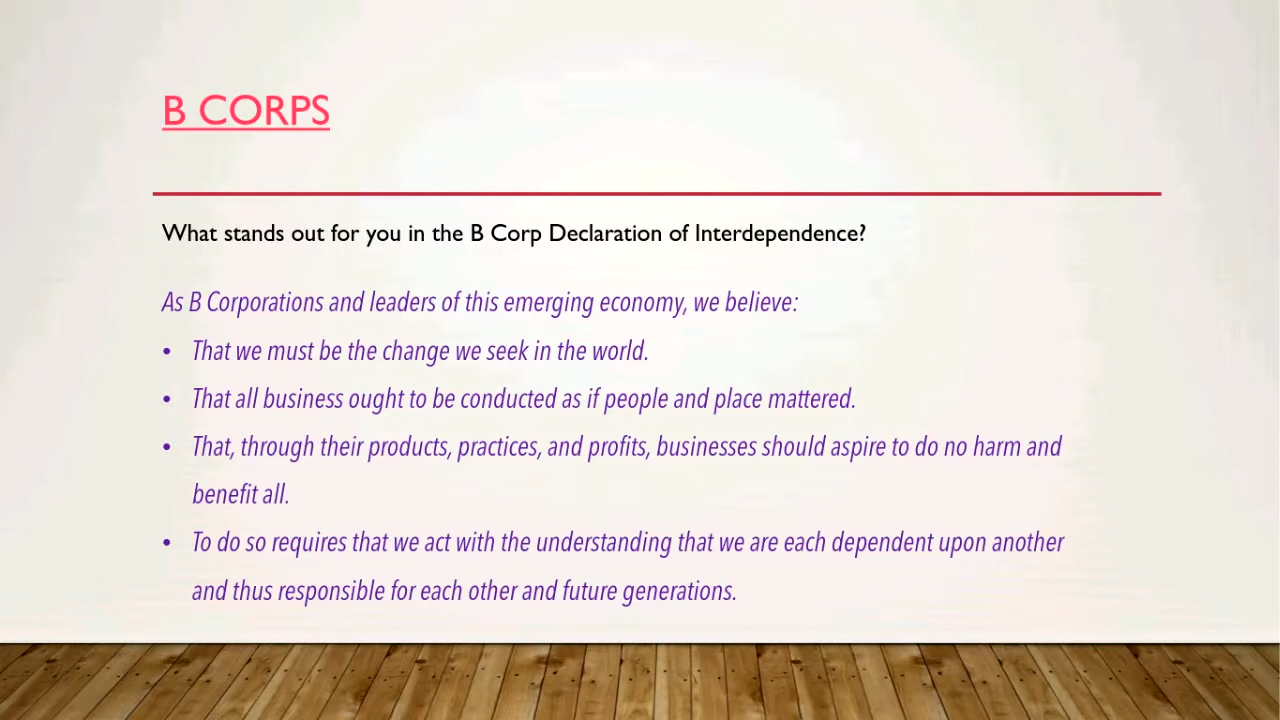 B CORPS
What stands out for you in the B Corp Declaration of Interdependence?
As B Corporations and leaders of this emerging economy, we believe:
• That we must be the change we seek in the world.
• That all business ought to be conducted as if people and place mattered.
• That, through their products, practices, and profits, businesses should aspire to do no harm and
benefit all.
• To do so requires that we act with the understanding that we are each dependent upon another
and thus responsible for each other and future generations.